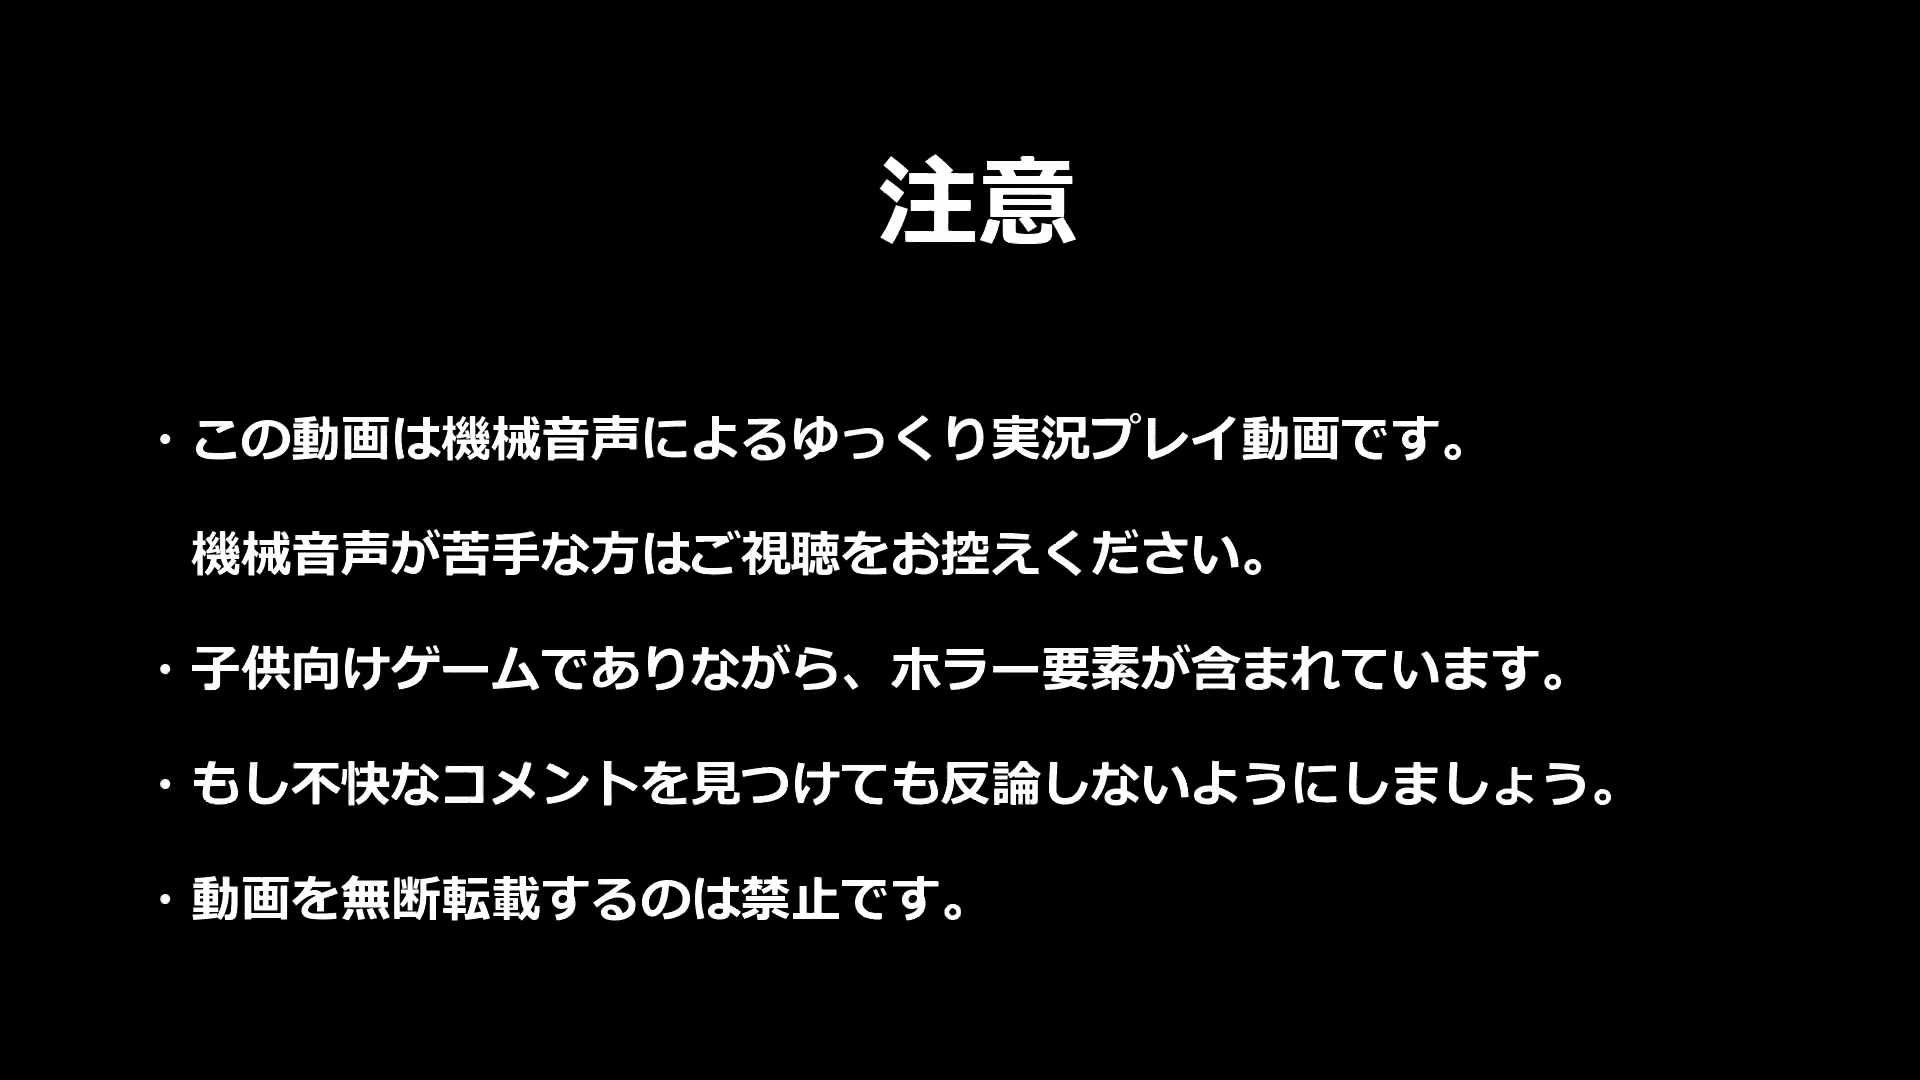 注意
・この動画は機械音声によるゆっくり実況プレイ動画です。
機械音声が苦手な方はご視聴をお控えください。
・子供向けゲームでありながら、ホラー要素が含まれています。
・もし不快なコメントを見つけても反論しないようにしましょう。
・動画を無断転載するのは禁止です。